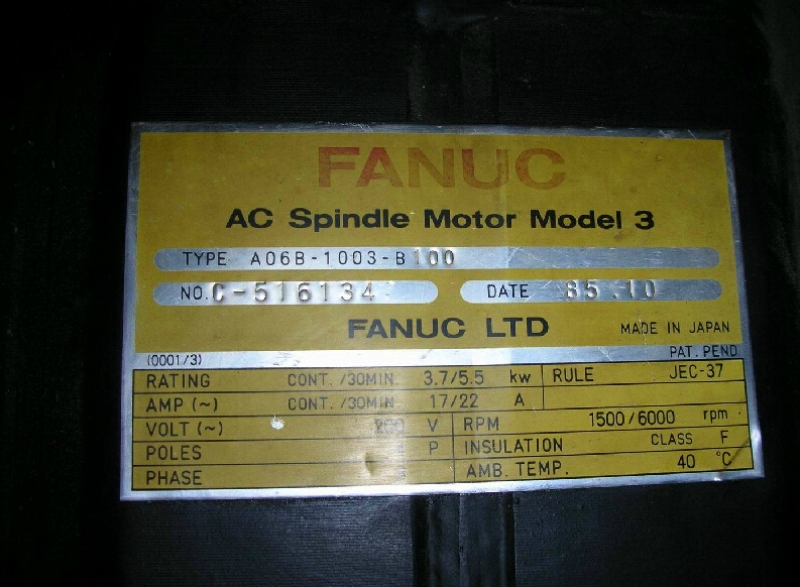 FANUC
AC Spindle Motor Model 3
TYPE A06B-1003-B100
NO. C-516134 DATE 85.10
FANUC LTD MADE IN JAPAN
(0001/3) PAT. PEND
RATING CONT. /30MIN. 3.7/5.5 kw RULE JEC-37
AMP (~) CONT. /30MIN. 17/22 A
VOLT (~) 200 V RPM 1500/6000 rpm
POLES P INSULATION CLASS F
PHASE AMB. TEMP. 40 °C